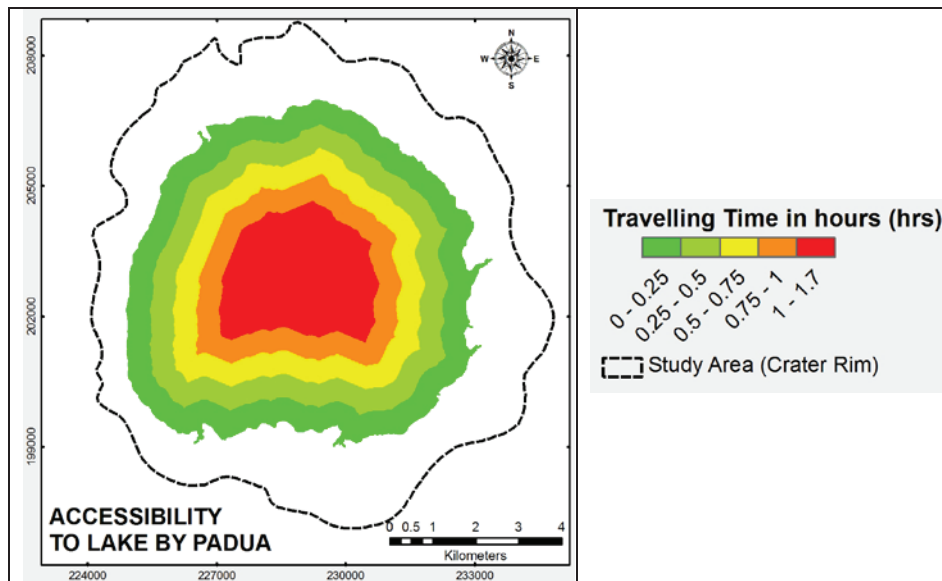 N
W E
S
208000
205000
202000
199000
224000 227000 230000 233000
ACCESSIBILITY
TO LAKE BY PADUA
0 0.5 1 2 3 4
Kilometers
Travelling Time in hours (hrs)
0 - 0.25
0.25 - 0.5
0.5 - 0.75
0.75 - 1
1 - 1.7
Study Area (Crater Rim)